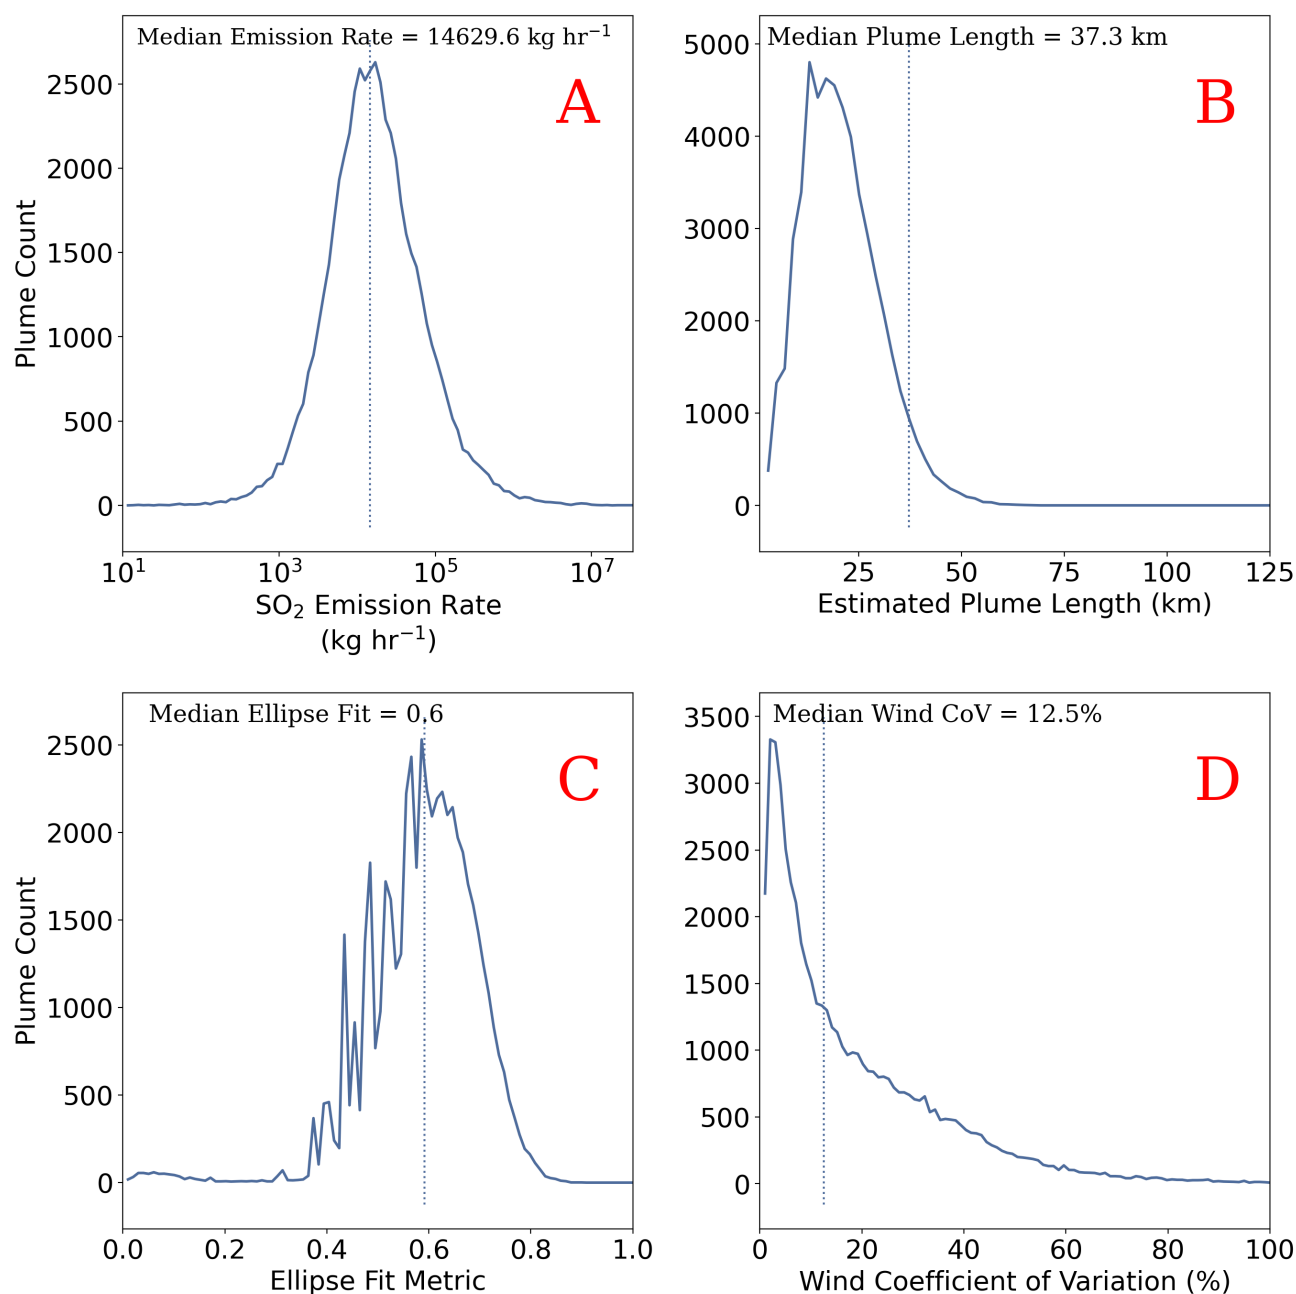 Median Emission Rate = 14629.6 kg hr⁻¹
A
2500
2000
1500
1000
500
0
Plume Count
10¹ 10³ 10⁵ 10⁷
SO₂ Emission Rate
(kg hr⁻¹)
Median Plume Length = 37.3 km
B
5000
4000
3000
2000
1000
0
25 50 75 100 125
Estimated Plume Length (km)
Median Ellipse Fit = 0.6
C
2500
2000
1500
1000
500
0
Plume Count
0.0 0.2 0.4 0.6 0.8 1.0
Ellipse Fit Metric
Median Wind CoV = 12.5%
D
3500
3000
2500
2000
1500
1000
500
0
0 20 40 60 80 100
Wind Coefficient of Variation (%)